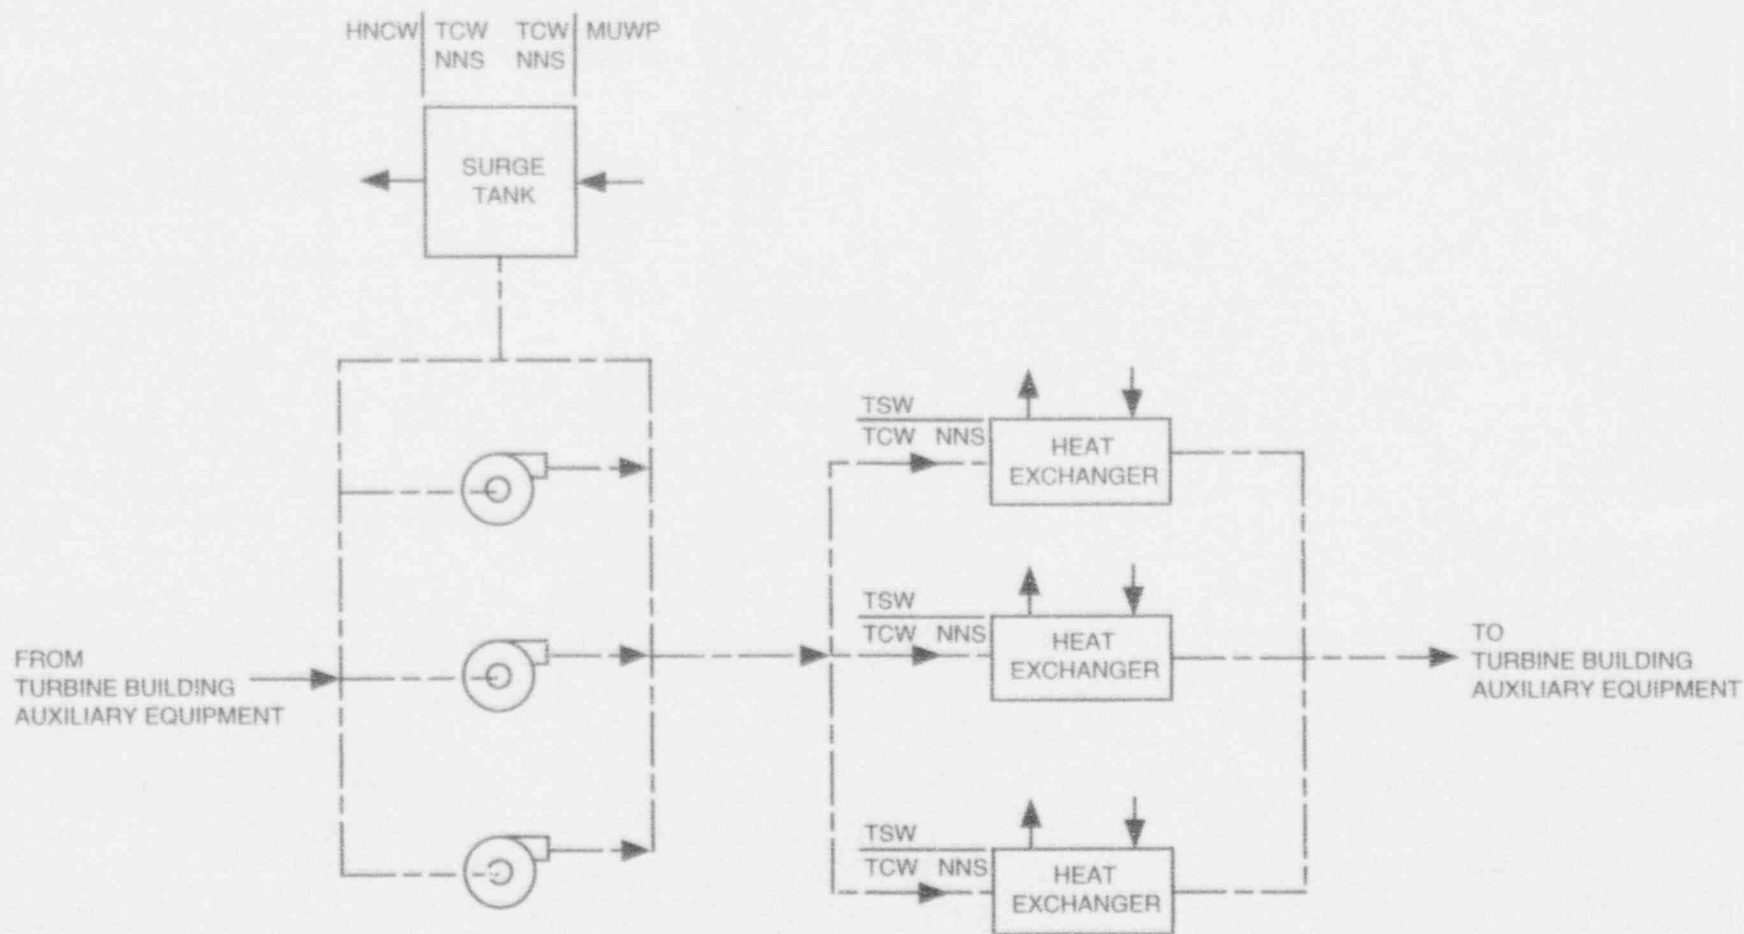 HNCW TCW TCW MUWP
NNS NNS
SURGE
TANK
TSW
TCW NNS
HEAT
EXCHANGER
TSW
TCW NNS
HEAT
EXCHANGER
FROM
TURBINE BUILDING
AUXILIARY EQUIPMENT
TO
TURBINE BUILDING
AUXILIARY EQUIPMENT
TSW
TCW NNS
HEAT
EXCHANGER